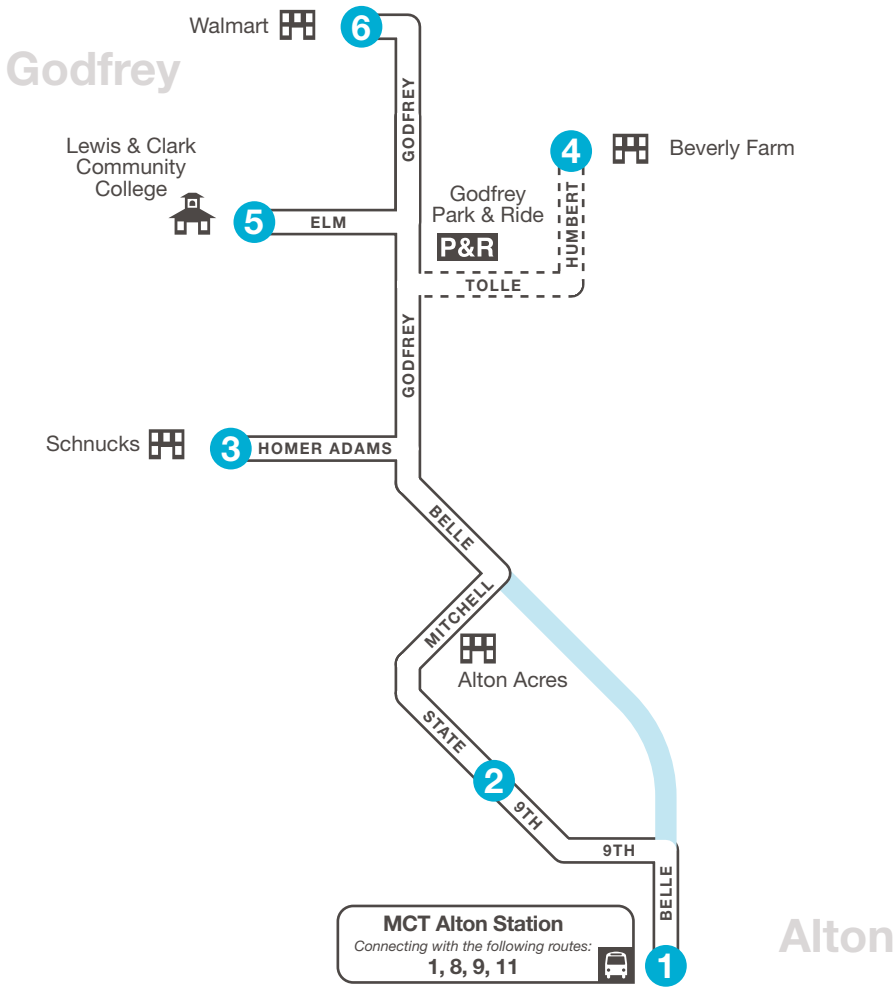 Walmart
6
Godfrey
GODFREY
Lewis & Clark
Community
College
4
Beverly Farm
Godfrey
Park & Ride
P&R
HUMBERT
5
ELM
TOLLE
GODFREY
Schnucks
3
HOMER ADAMS
BELLE
MITCHELL
Alton Acres
STATE
2
9TH
9TH
BELLE
MCT Alton Station
Connecting with the following routes:
1, 8, 9, 11
1
Alton